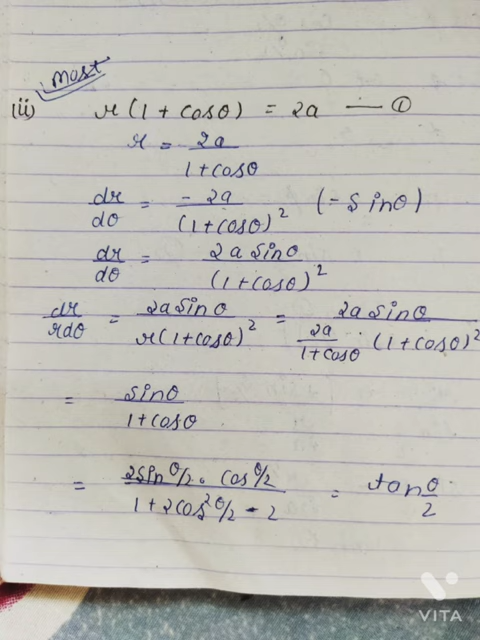 most
(ii) r(1 + cosθ) = 2a — ①
r = 2a / 1+cosθ
dr/dθ = -2a / (1+cosθ)² (-sinθ)
dr/dθ = 2a sinθ / (1+cosθ)²
dr/rdθ = 2a sinθ / r(1+cosθ)² = 2a sinθ / 2a/1+cosθ · (1+cosθ)²
= sinθ / 1+cosθ
= 2sinθ/2 · cosθ/2 / 1+2cos²θ/2 - 2 = tan θ/2
VITA